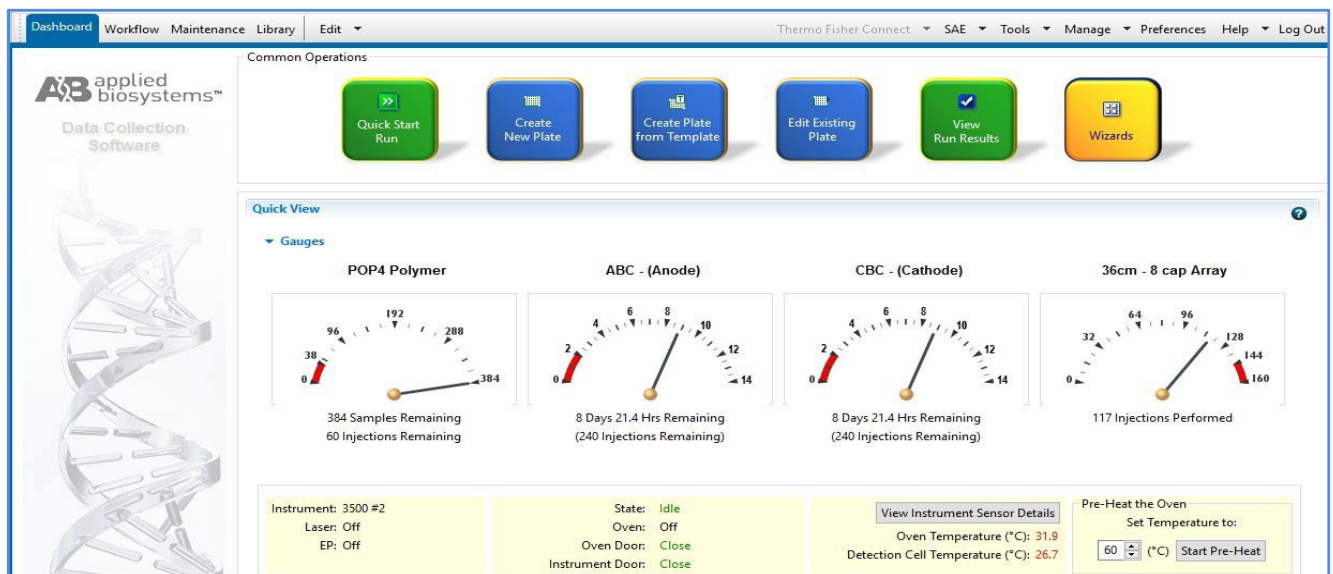 Dashboard Workflow Maintenance Library Edit Thermo Fisher Connect SAE Tools Manage Preferences Help Log Out
AB applied
biosystems™
Data Collection
Software
Common Operations
Quick Start
Run
Create
New Plate
Create Plate
from Template
Edit Existing
Plate
View
Run Results
Wizards
Quick View
Gauges
POP4 Polymer
0 38 96 192 288 384
384 Samples Remaining
60 Injections Remaining
ABC - (Anode)
0 2 4 6 8 10 12 14
8 Days 21.4 Hrs Remaining
(240 Injections Remaining)
CBC - (Cathode)
0 2 4 6 8 10 12 14
8 Days 21.4 Hrs Remaining
(240 Injections Remaining)
36cm - 8 cap Array
0 32 64 96 128 144 160
117 Injections Performed
Instrument: 3500 #2
Laser: Off
EP: Off
State: Idle
Oven: Off
Oven Door: Close
Instrument Door: Close
View Instrument Sensor Details
Oven Temperature (°C): 31.9
Detection Cell Temperature (°C): 26.7
Pre-Heat the Oven
Set Temperature to:
60 (°C) Start Pre-Heat